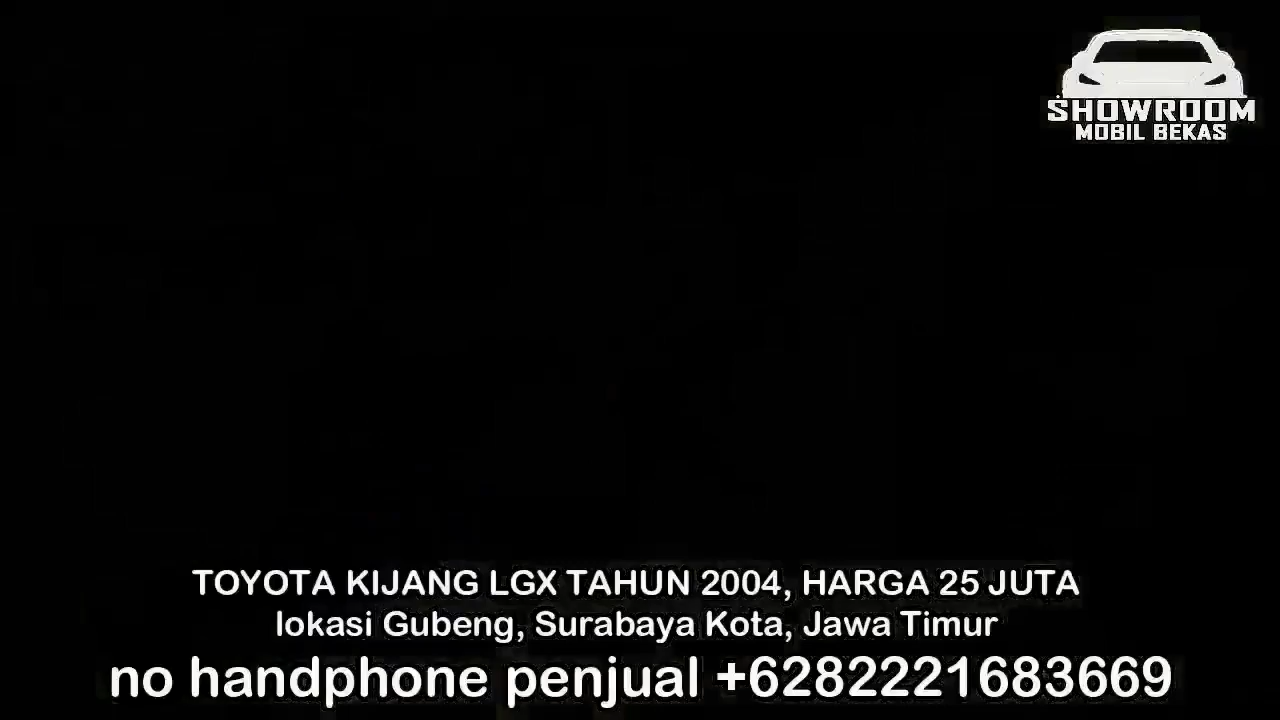 SHOWROOM
MOBIL BEKAS
TOYOTA KIJANG LGX TAHUN 2004, HARGA 25 JUTA
lokasi Gubeng, Surabaya Kota, Jawa Timur
no handphone penjual +6282221683669